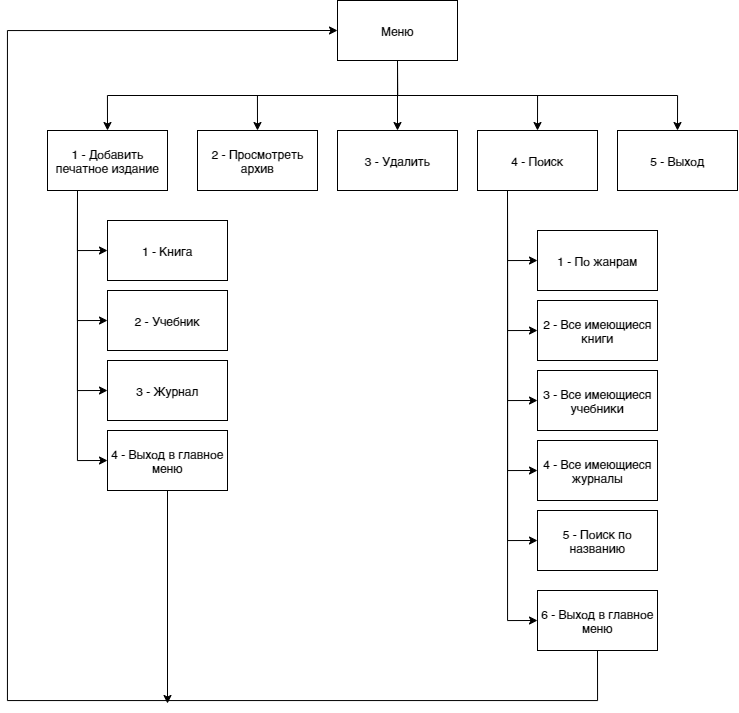 Меню
1 - Добавить
печатное издание
2 - Просмотреть
архив
3 - Удалить
4 - Поиск
5 - Выход
1 - Книга
2 - Учебник
3 - Журнал
4 - Выход в главное
меню
1 - По жанрам
2 - Все имеющиеся
книги
3 - Все имеющиеся
учебники
4 - Все имеющиеся
журналы
5 - Поиск по
названию
6 - Выход в главное
меню